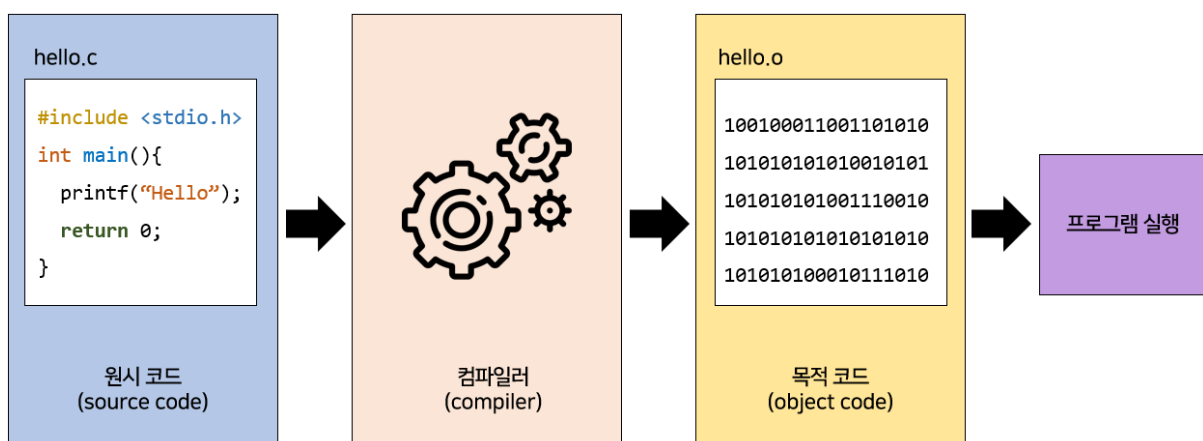 hello.c
#include <stdio.h>
int main(){
printf(“Hello”);
return 0;
}
원시 코드
(source code)
컴파일러
(compiler)
hello.o
100100011001101010
101010101010010101
101010101001110010
101010101010101010
101010100010111010
목적 코드
(object code)
프로그램 실행